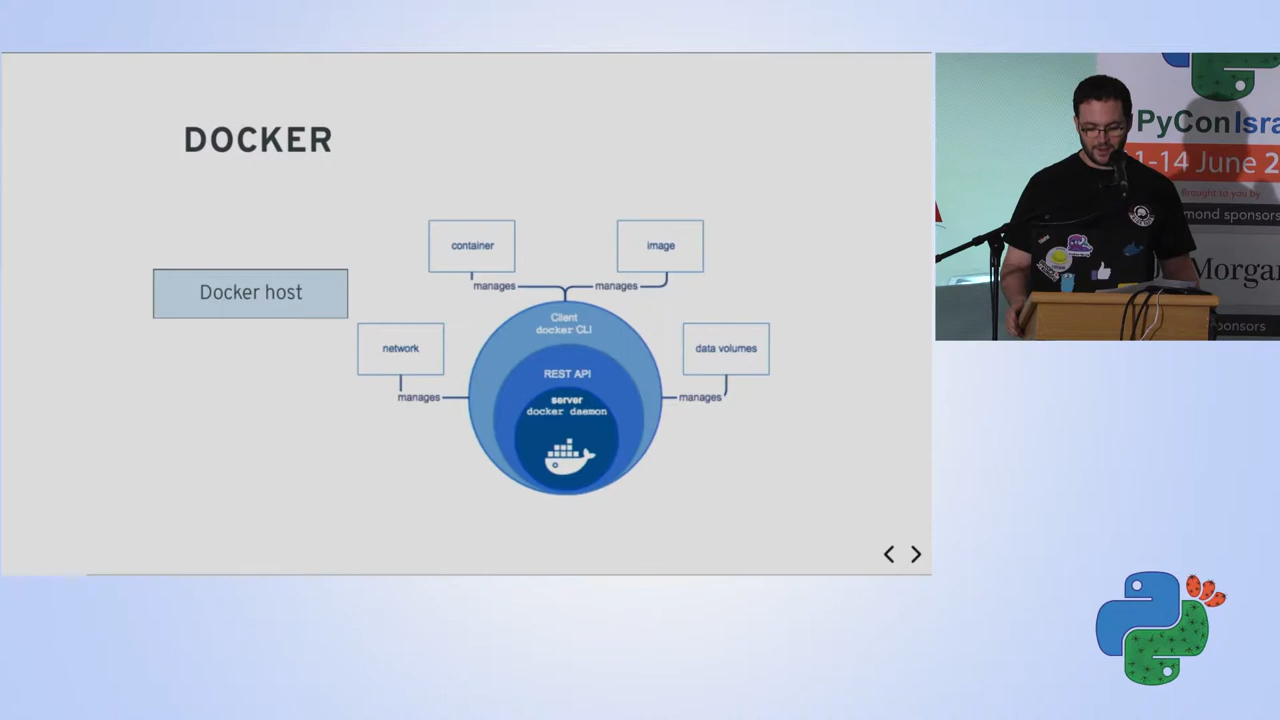 DOCKER
container
image
manages
manages
Docker host
Client
docker CLI
network
data volumes
REST API
manages
manages
server
docker daemon
PyConIsra
1-14 June 2
Brought to you by
mond sponsors
Morgan
ponsors